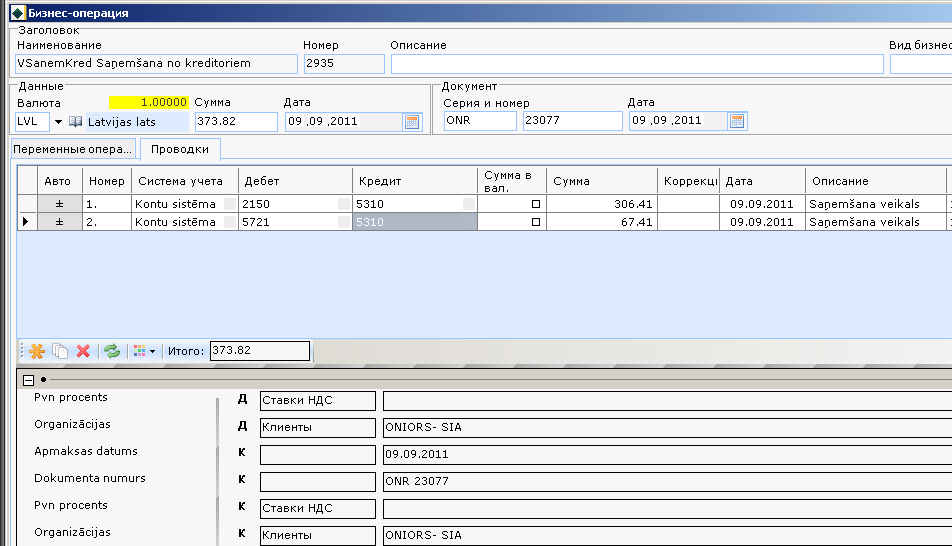 Бизнес-операция
Заголовок
Наименование Номер Описание Вид бизнес
VSanemKred Saņemšana no kreditoriem 2935
Данные Документ
Валюта 1.00000 Сумма Дата Серия и номер Дата
LVL Latvijas lats 373.82 09 ,09 ,2011 ONR 23077 09 ,09 ,2011
Переменные опера... Проводки
Авто Номер Система учета Дебет Кредит Сумма в вал. Сумма Коррекц Дата Описание
± 1. Kontu sistēma 2150 5310 306.41 09.09.2011 Saņemšana veikals
± 2. Kontu sistēma 5721 5310 67.41 09.09.2011 Saņemšana veikals
Итого: 373.82
Pvn procents Д Ставки НДС
Organizācijas Д Клиенты ONIORS- SIA
Apmaksas datums К 09.09.2011
Dokumenta numurs К ONR 23077
Pvn procents К Ставки НДС
Organizācijas К Клиенты ONIORS- SIA